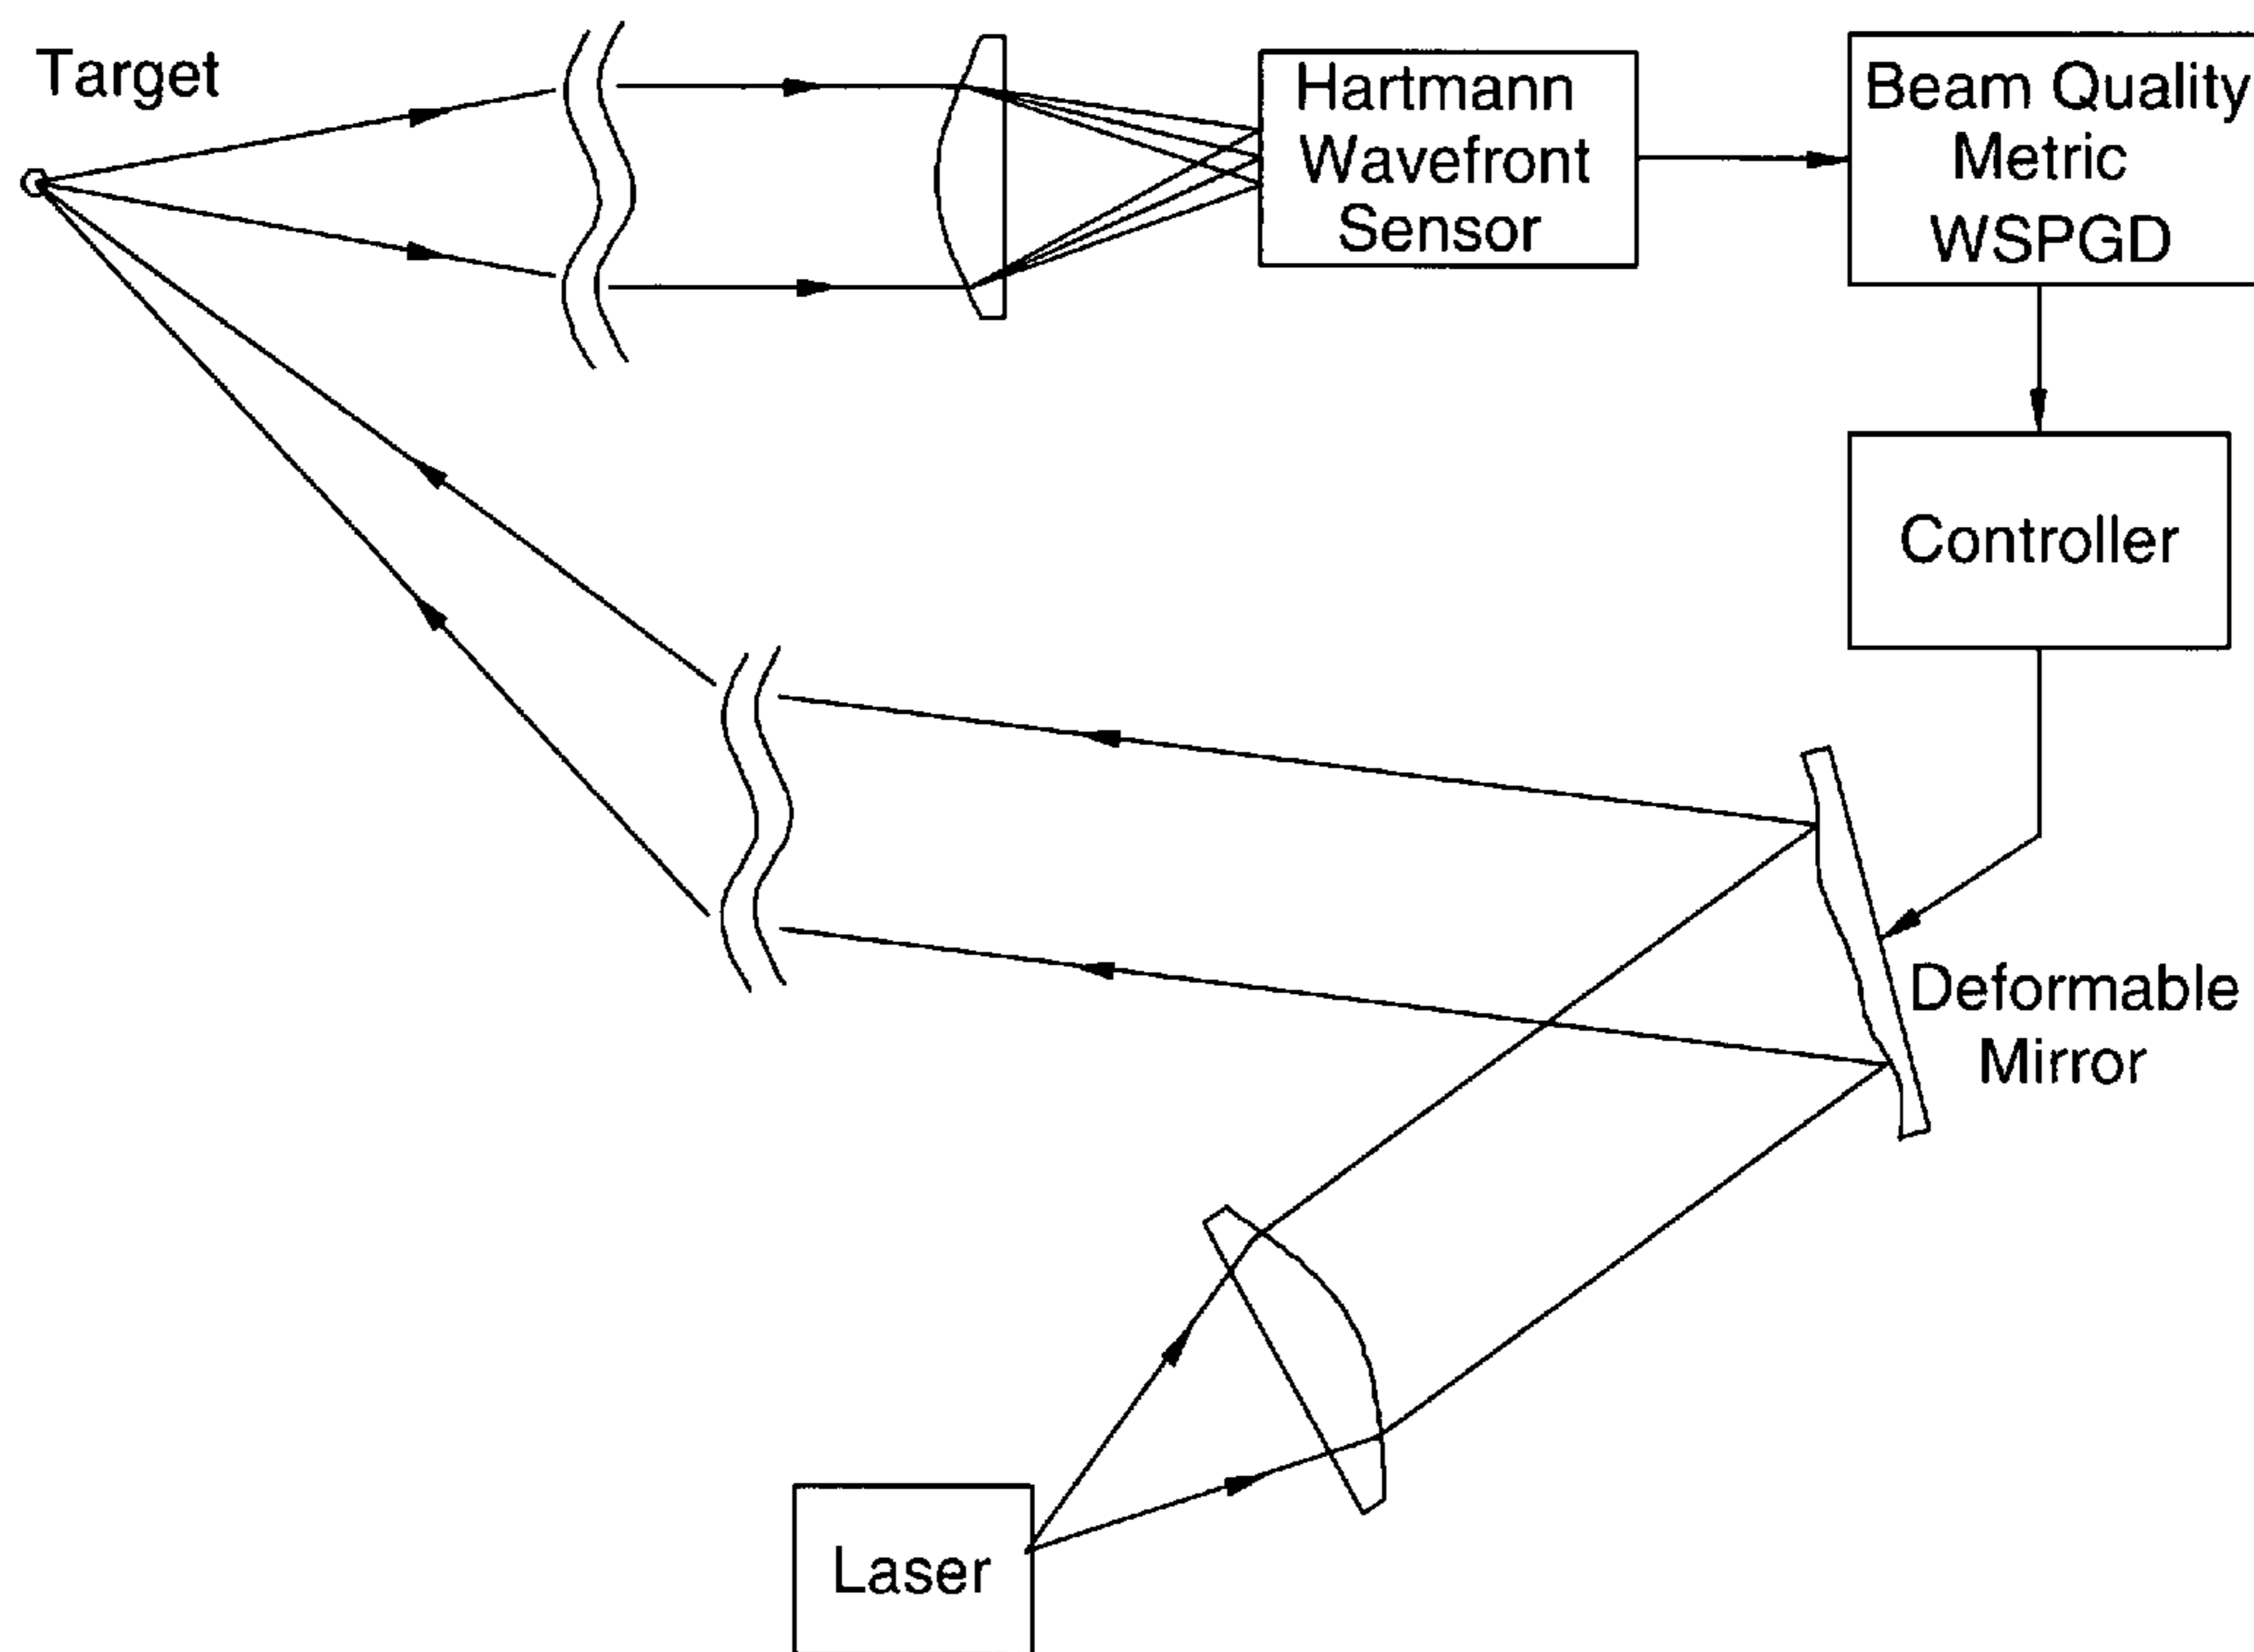 Target
Hartmann
Wavefront
Sensor
Beam Quality
Metric
WSPGD
Controller
Deformable
Mirror
Laser